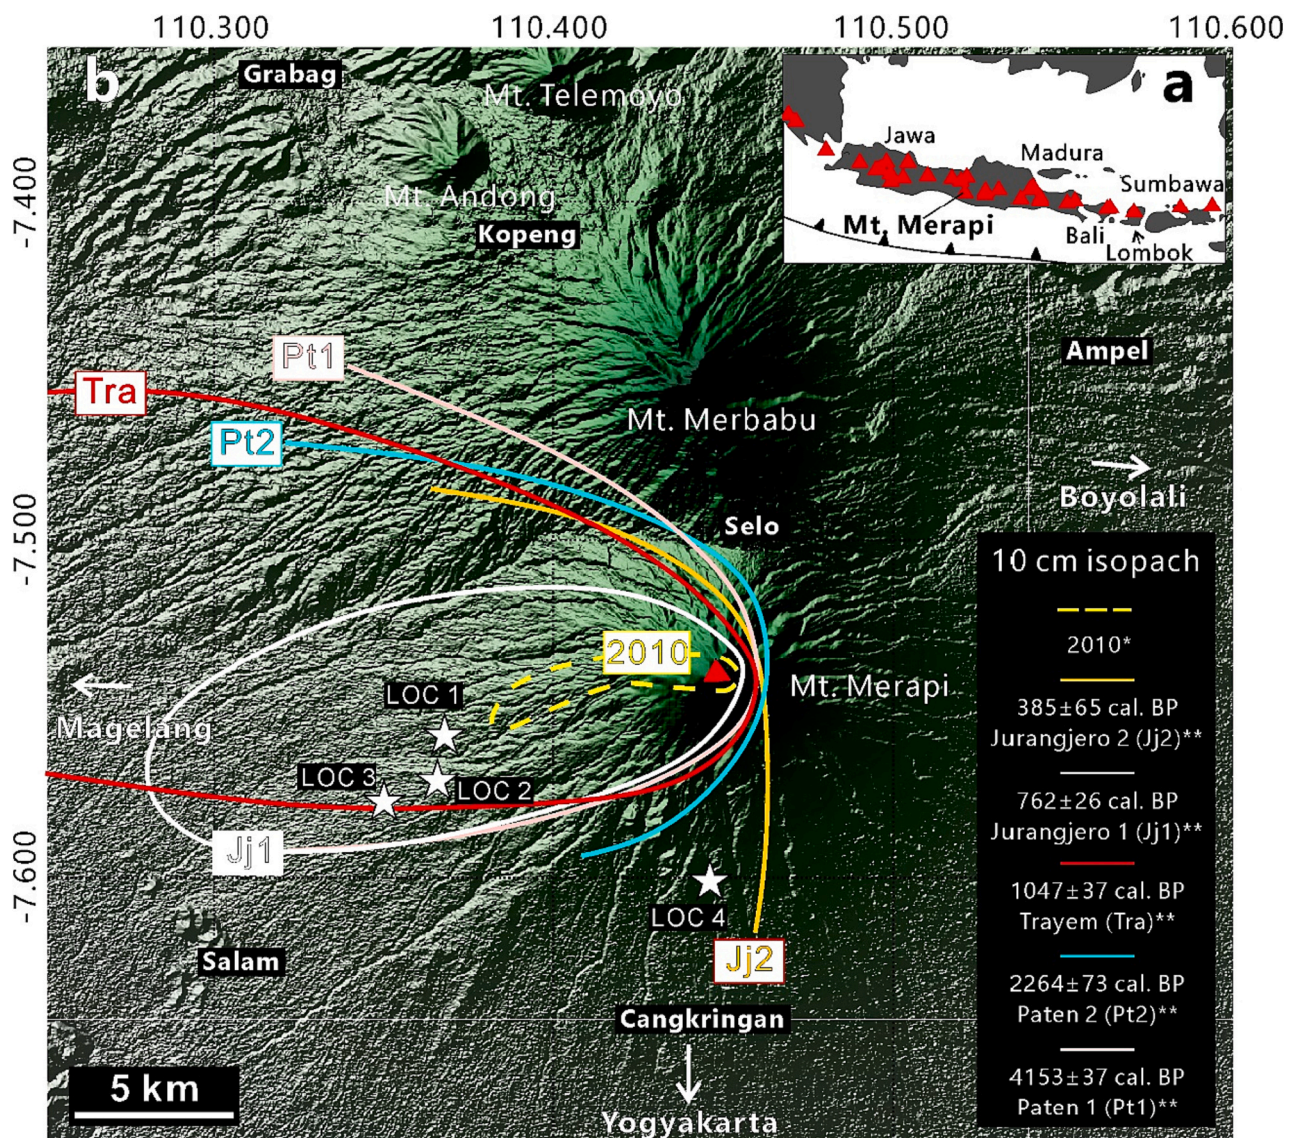 110.300 110.400 110.500 110.600
b
Grabag
Mt. Telemoyo
Mt. Andong
Kopeng
a
Jawa
Madura
Sumbawa
Mt. Merapi
Bali
Lombok
-7.400
-7.500
-7.600
Pt1
Tra
Pt2
Mt. Merbabu
Ampel
Boyolali
Selo
2010
Mt. Merapi
LOC 1
Magelang
LOC 3
LOC 2
Jj1
LOC 4
Jj2
Salam
Cangkringan
Yogyakarta
5 km
10 cm isopach
2010*
385±65 cal. BP
Jurangjero 2 (Jj2)**
762±26 cal. BP
Jurangjero 1 (Jj1)**
1047±37 cal. BP
Trayem (Tra)**
2264±73 cal. BP
Paten 2 (Pt2)**
4153±37 cal. BP
Paten 1 (Pt1)**